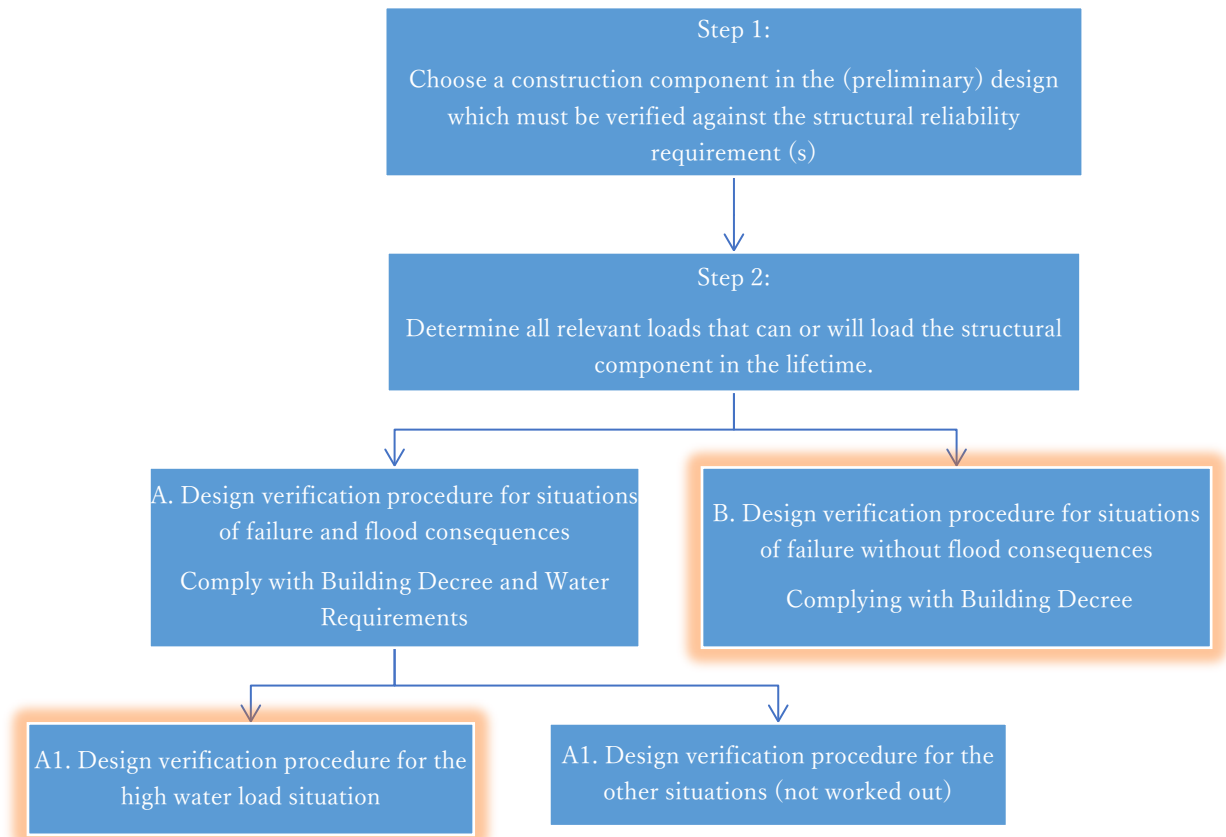 Step 1:
Choose a construction component in the (preliminary) design
which must be verified against the structural reliability
requirement (s)
Step 2:
Determine all relevant loads that can or will load the structural
component in the lifetime.
A. Design verification procedure for situations
of failure and flood consequences
Comply with Building Decree and Water
Requirements
B. Design verification procedure for situations
of failure without flood consequences
Complying with Building Decree
A1. Design verification procedure for the
high water load situation
A1. Design verification procedure for the
other situations (not worked out)